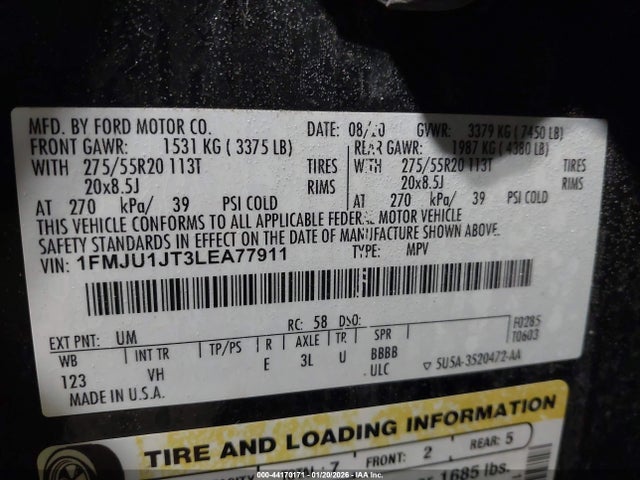 MFD. BY FORD MOTOR CO. DATE: 08/20 GVWR: 3379 KG ( 7450 LB)
FRONT GAWR: 1531 KG ( 3375 LB) REAR GAWR: 1987 KG ( 4380 LB)
WITH 275/55R20 113T TIRES WITH 275/55R20 113T TIRES
20x8.5J RIMS 20x8.5J RIMS
AT 270 kPa/ 39 PSI COLD AT 270 kPa/ 39 PSI COLD
THIS VEHICLE CONFORMS TO ALL APPLICABLE FEDERAL MOTOR VEHICLE
SAFETY STANDARDS IN EFFECT ON THE DATE OF MANUFACTURE SHOWN ABOVE.
VIN: 1FMJU1JT3LEA77911 TYPE: MPV
F0285
T0603
EXT PNT: UM RC: 58 DSO:
WB INT TR TP/PS R AXLE TR SPR
123 VH E 3L U BBBB
ULC
MADE IN U.S.A. 5U5A-3520472-AA
TIRE AND LOADING INFORMATION
7 FRONT: 2 REAR: 5
1685 lbs.
000-44170171 - 01/20/2026 - IAAI.COM